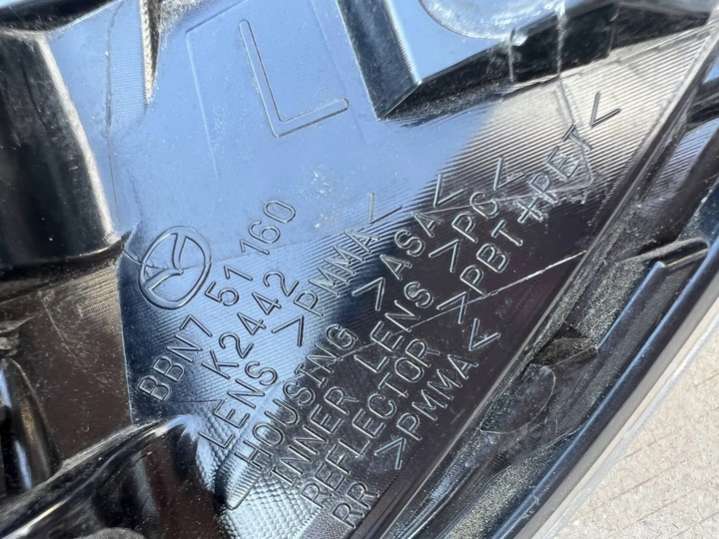 L
BBN7 51 160
K2442
LENS >PMMA<
HOUSING >ASA<
INNER LENS >PC<
REFLECTOR >PBT+PET<
RR >PMMA<